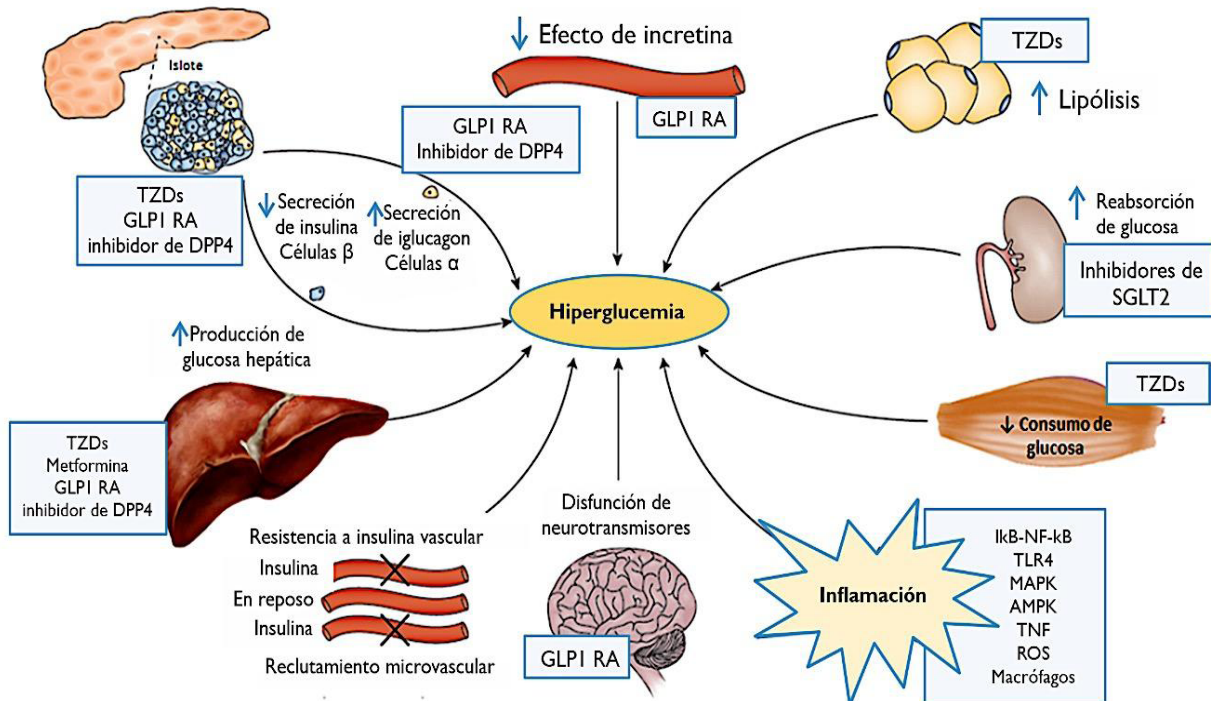 Islote
TZDs
GLP1 RA
inhibidor de DPP4
↓ Secreción
de insulina
Células β
↑ Secreción
de iglucagon
Células α
GLP1 RA
Inhibidor de DPP4
↓ Efecto de incretina
GLP1 RA
TZDs
↑ Lipólisis
↑ Reabsorción
de glucosa
Inhibidores de
SGLT2
Hiperglucemia
↑Producción de
glucosa hepática
TZDs
Metformina
GLP1 RA
inhibidor de DPP4
TZDs
↓ Consumo de
glucosa
Resistencia a insulina vascular
Insulina
En reposo
Insulina
Reclutamiento microvascular
Disfunción de
neurotransmisores
GLP1 RA
Inflamación
IkB-NF-kB
TLR4
MAPK
AMPK
TNF
ROS
Macrófagos